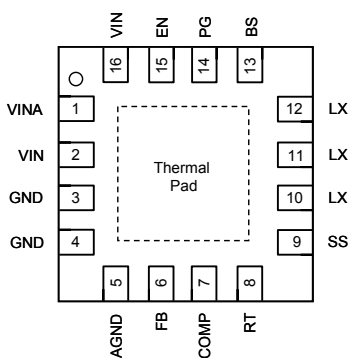 VIN EN PG BS
16 15 14 13
VINA 1 12 LX
VIN 2 11 LX
GND 3 10 LX
GND 4 9 SS
Thermal
Pad
5 6 7 8
AGND FB COMP RT